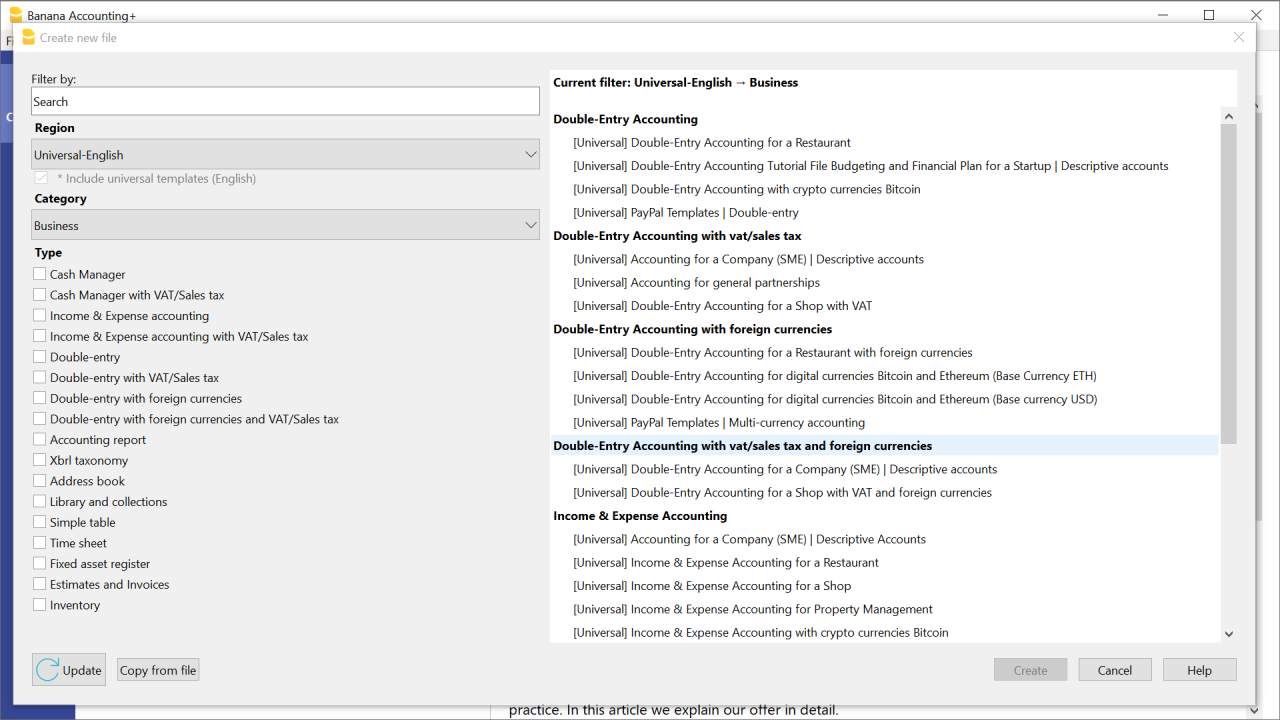 Banana Accounting+
Create new file
Filter by:
Search
Region
Universal-English
* Include universal templates (English)
Category
Business
Type
Cash Manager
Cash Manager with VAT/Sales tax
Income & Expense accounting
Income & Expense accounting with VAT/Sales tax
Double-entry
Double-entry with VAT/Sales tax
Double-entry with foreign currencies
Double-entry with foreign currencies and VAT/Sales tax
Accounting report
Xbrl taxonomy
Address book
Library and collections
Simple table
Time sheet
Fixed asset register
Estimates and Invoices
Inventory
Update
Copy from file
Current filter: Universal-English → Business
Double-Entry Accounting
[Universal] Double-Entry Accounting for a Restaurant
[Universal] Double-Entry Accounting Tutorial File Budgeting and Financial Plan for a Startup | Descriptive accounts
[Universal] Double-Entry Accounting with crypto currencies Bitcoin
[Universal] PayPal Templates | Double-entry
Double-Entry Accounting with vat/sales tax
[Universal] Accounting for a Company (SME) | Descriptive accounts
[Universal] Accounting for general partnerships
[Universal] Double-Entry Accounting for a Shop with VAT
Double-Entry Accounting with foreign currencies
[Universal] Double-Entry Accounting for a Restaurant with foreign currencies
[Universal] Double-Entry Accounting for digital currencies Bitcoin and Ethereum (Base Currency ETH)
[Universal] Double-Entry Accounting for digital currencies Bitcoin and Ethereum (Base currency USD)
[Universal] PayPal Templates | Multi-currency accounting
Double-Entry Accounting with vat/sales tax and foreign currencies
[Universal] Double-Entry Accounting for a Company (SME) | Descriptive accounts
[Universal] Double-Entry Accounting for a Shop with VAT and foreign currencies
Income & Expense Accounting
[Universal] Accounting for a Company (SME) | Descriptive Accounts
[Universal] Income & Expense Accounting for a Restaurant
[Universal] Income & Expense Accounting for a Shop
[Universal] Income & Expense Accounting for Property Management
[Universal] Income & Expense Accounting with crypto currencies Bitcoin
Create
Cancel
Help
practice. In this article we explain our offer in detail.